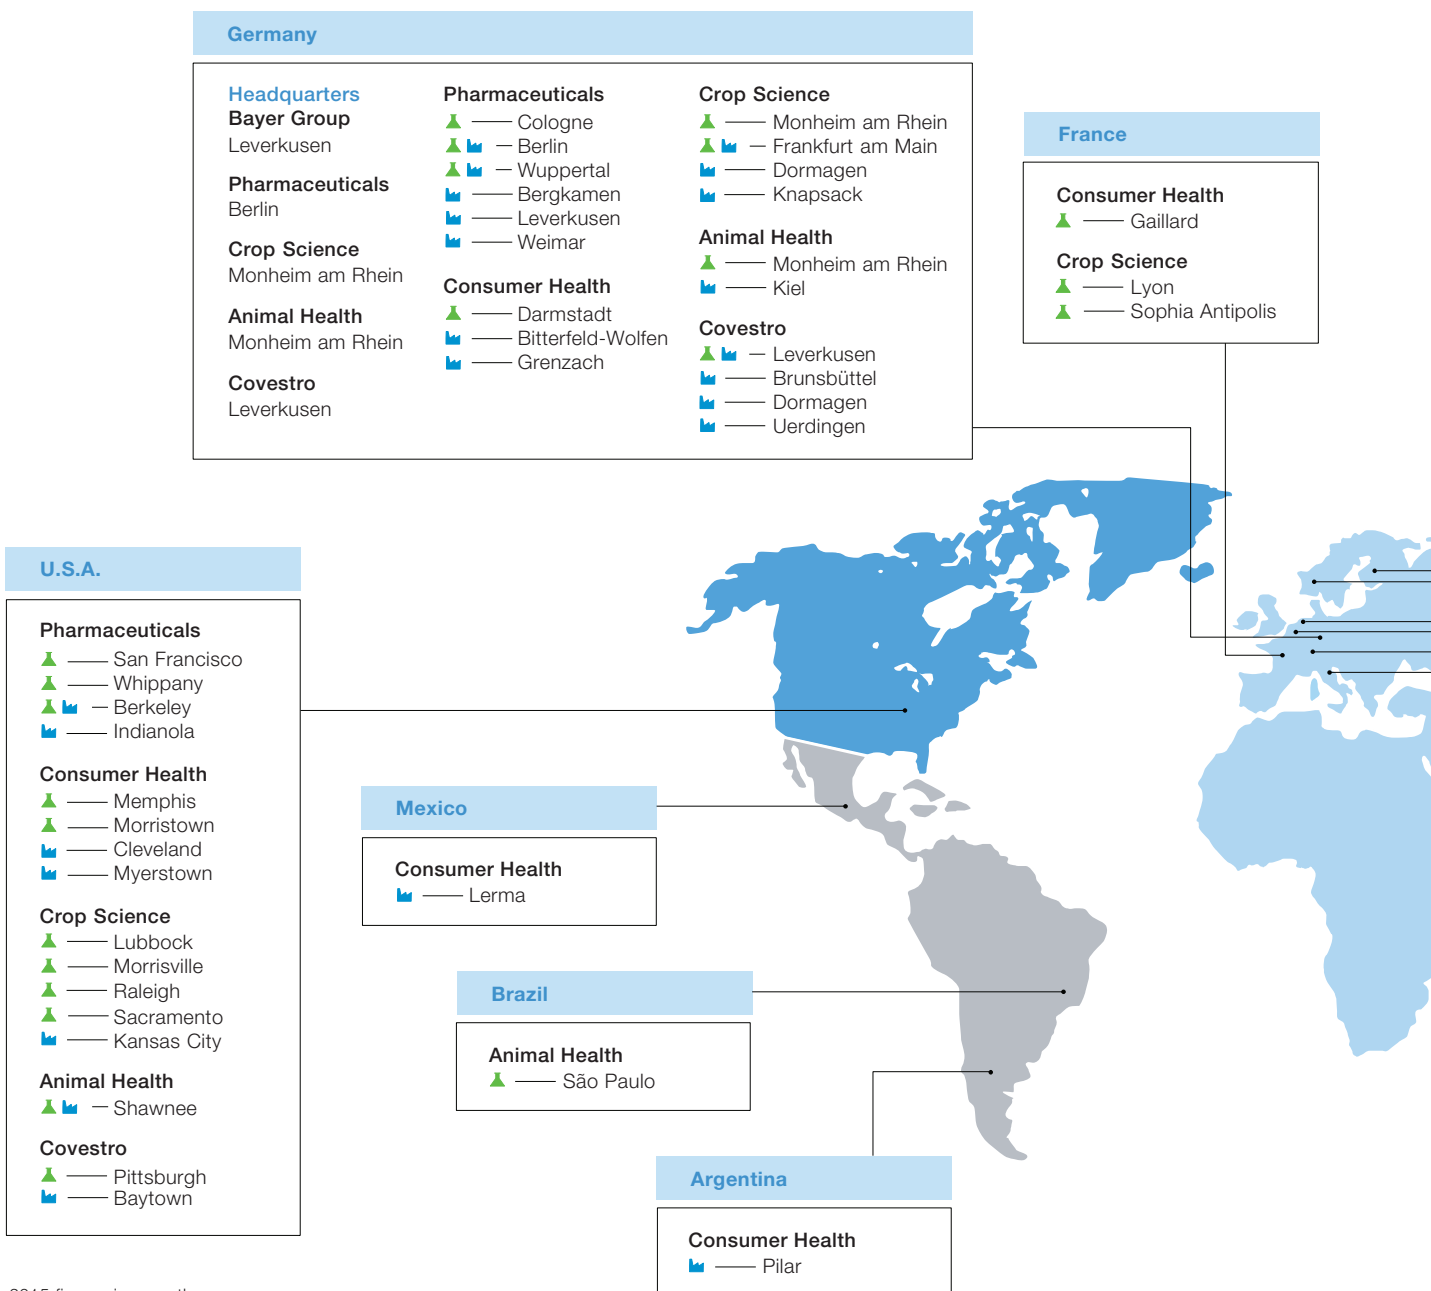 Germany
Headquarters
Bayer Group
Leverkusen
Pharmaceuticals
Berlin
Crop Science
Monheim am Rhein
Animal Health
Monheim am Rhein
Covestro
Leverkusen
Pharmaceuticals
Cologne
Berlin
Wuppertal
Bergkamen
Leverkusen
Weimar
Consumer Health
Darmstadt
Bitterfeld-Wolfen
Grenzach
Crop Science
Monheim am Rhein
Frankfurt am Main
Dormagen
Knapsack
Animal Health
Monheim am Rhein
Kiel
Covestro
Leverkusen
Brunsbüttel
Dormagen
Uerdingen
France
Consumer Health
Gaillard
Crop Science
Lyon
Sophia Antipolis
U.S.A.
Pharmaceuticals
San Francisco
Whippany
Berkeley
Indianola
Consumer Health
Memphis
Morristown
Cleveland
Myerstown
Crop Science
Lubbock
Morrisville
Raleigh
Sacramento
Kansas City
Animal Health
Shawnee
Covestro
Pittsburgh
Baytown
Mexico
Consumer Health
Lerma
Brazil
Animal Health
São Paulo
Argentina
Consumer Health
Pilar